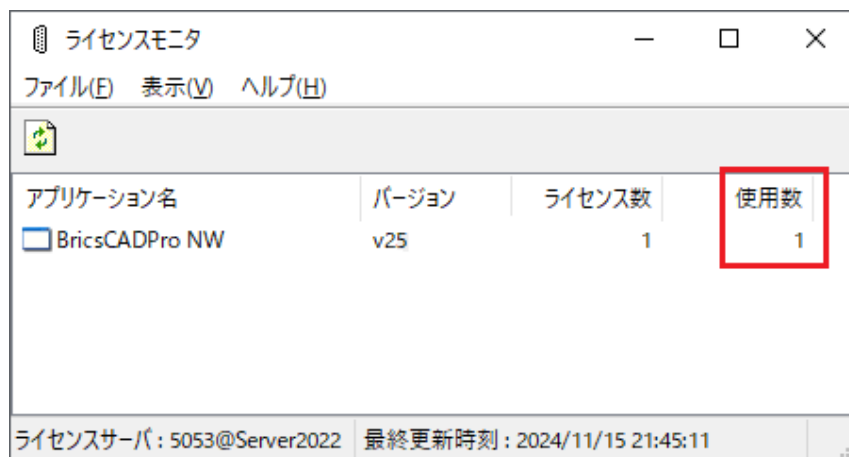 ライセンスモニタ
ファイル(F) 表示(V) ヘルプ(H)
アプリケーション名 バージョン ライセンス数 使用数
BricsCADPro NW v25 1 1
ライセンスサーバ : 5053@Server2022 最終更新時刻 : 2024/11/15 21:45:11